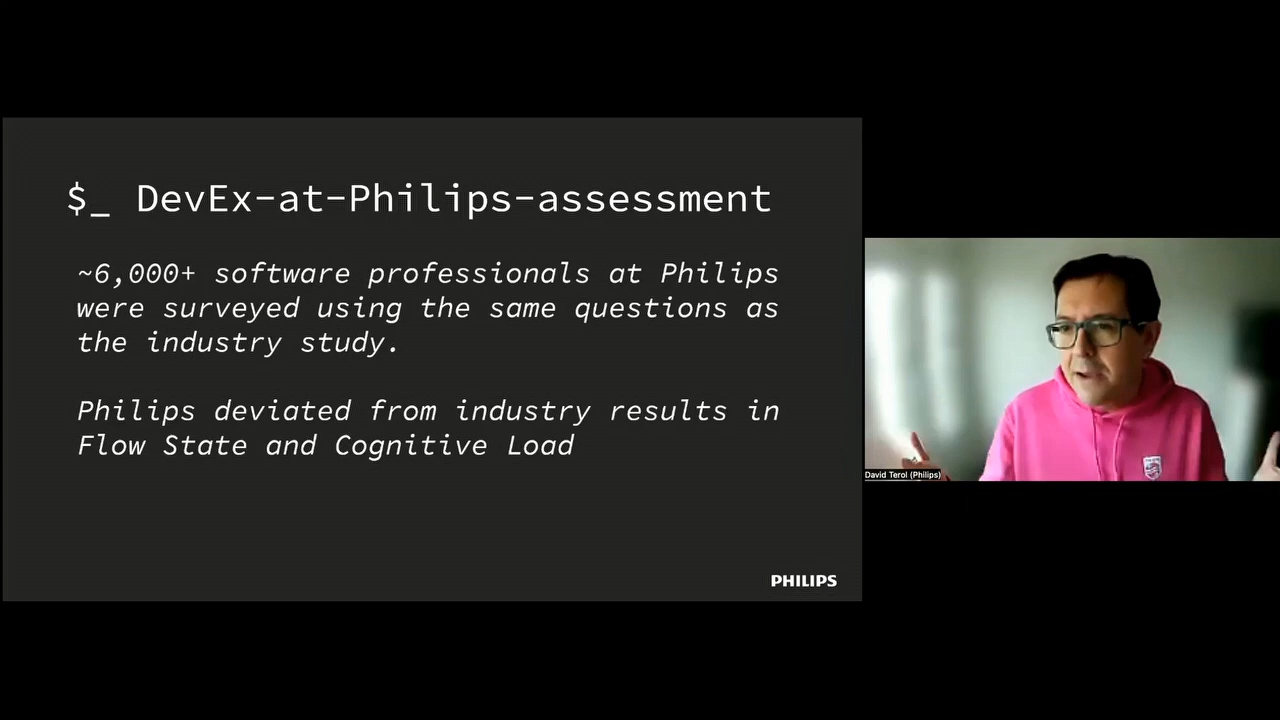 $_ DevEx-at-Philips-assessment
~6,000+ software professionals at Philips
were surveyed using the same questions as
the industry study.
Philips deviated from industry results in
Flow State and Cognitive Load
PHILIPS
David Terol (Philips)